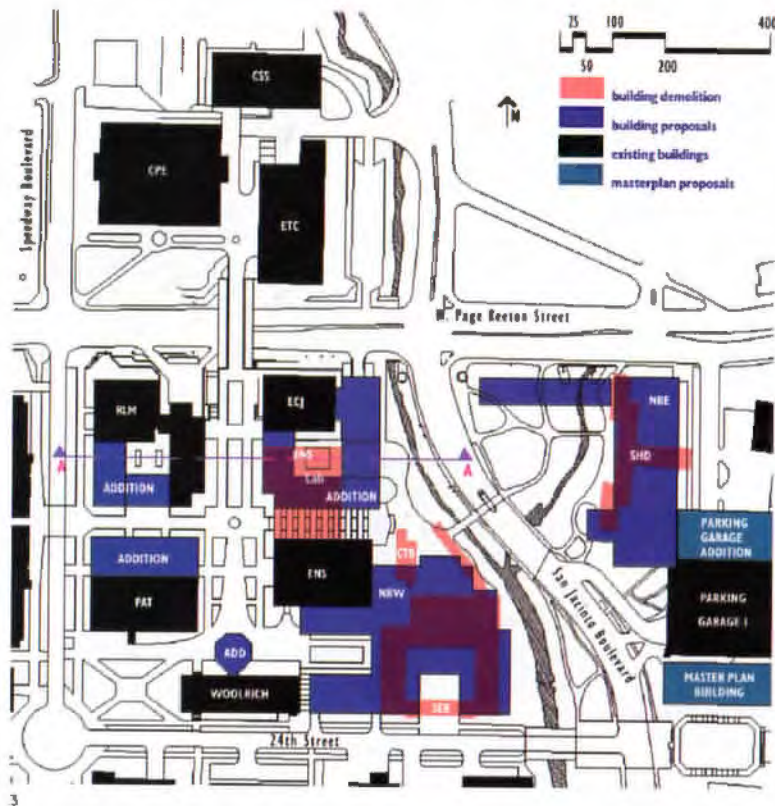 25 100 400
50 200
building demolition
building proposals
existing buildings
masterplan proposals
N
CSS
CPE
ETC
Speedway Boulevard
W. Page Keeton Street
RLM
ECJ
NBE
ENS
Lab
SHD
A
A
ADDITION
ADDITION
PARKING
GARAGE
ADDITION
ADDITION
CTB
ENS
PAT
NBW
San Jacinto Boulevard
PARKING
GARAGE I
ADD
WOOLRICH
MASTER PLAN
BUILDING
SER
24th Street
3